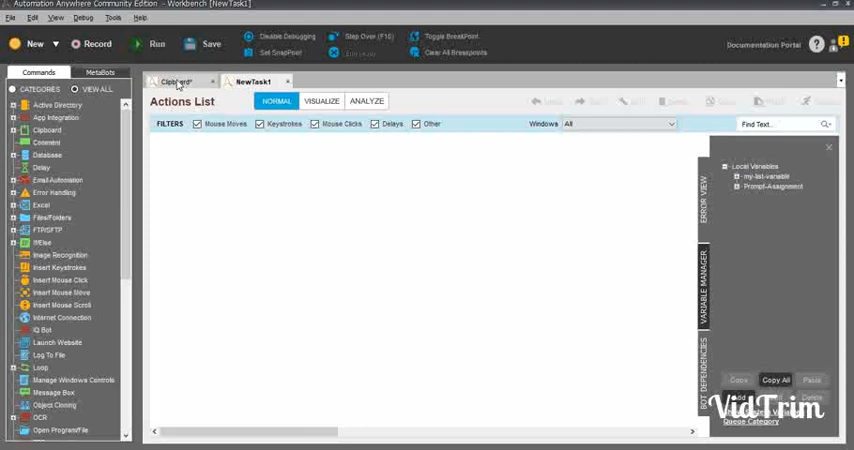 Automation Anywhere Community Edition - Workbench [NewTask1]
File Edit View Debug Tools Help
New Record Run Save
Disable Debugging Step Over (F10) Toggle BreakPoint
Set SnapPoint Clear All Breakpoints
Documentation Portal
Commands MetaBots
CATEGORIES VIEW ALL
Active Directory
App Integration
Clipboard
Comment
Database
Delay
Email Automation
Error Handling
Excel
Files/Folders
FTP/SFTP
If/Else
Image Recognition
Insert Keystrokes
Insert Mouse Click
Insert Mouse Move
Insert Mouse Scroll
Internet Connection
IQ Bot
Launch Website
Log To File
Loop
Manage Windows Controls
Message Box
Object Cloning
OCR
Open Program/File
NewTask1
Actions List NORMAL VISUALIZE ANALYZE
FILTERS Mouse Moves Keystrokes Mouse Clicks Delays Other Windows All Find Text...
ERROR VIEW
VARIABLE MANAGER
BOT DEPENDENCIES
Local Variables
my-list-variable
Prompt-Assignment
Copy Copy All Paste
Add Delete
Queue Category
VidTrim